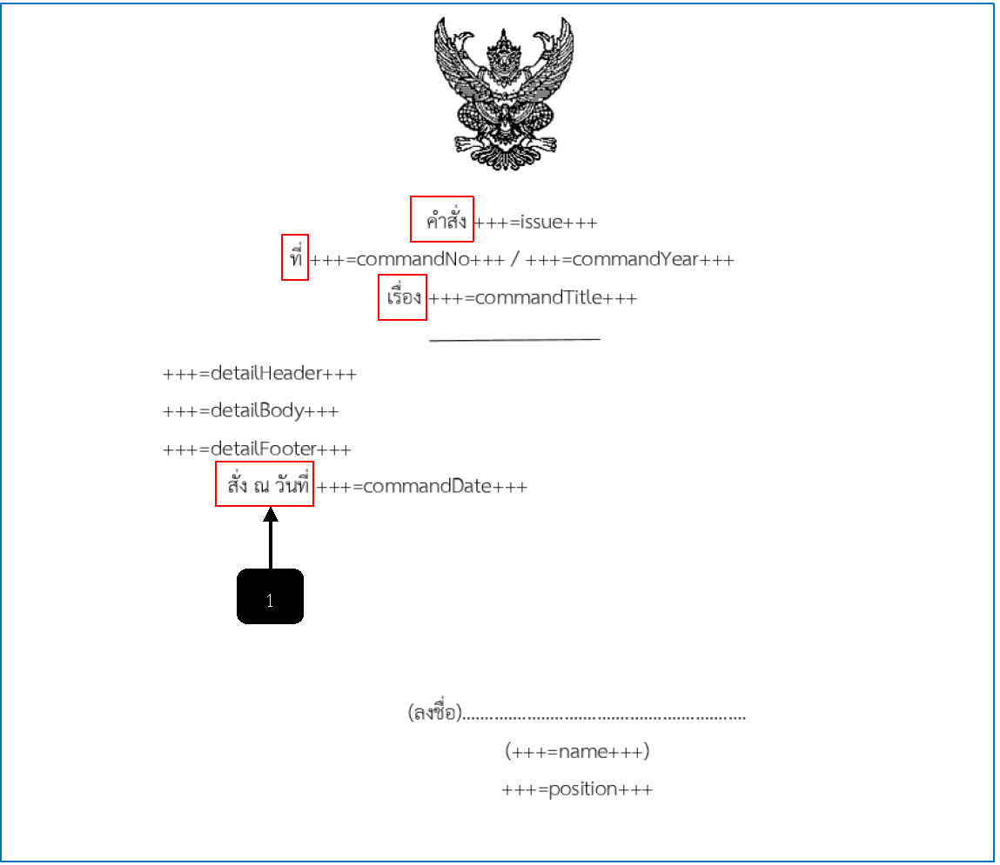 คำสั่ง +++=issue+++
ที่ +++=commandNo+++ / +++=commandYear+++
เรื่อง +++=commandTitle+++
+++=detailHeader+++
+++=detailBody+++
+++=detailFooter+++
สั่ง ณ วันที่ +++=commandDate+++
1
(ลงชื่อ)............................................................
(+++=name+++)
+++=position+++